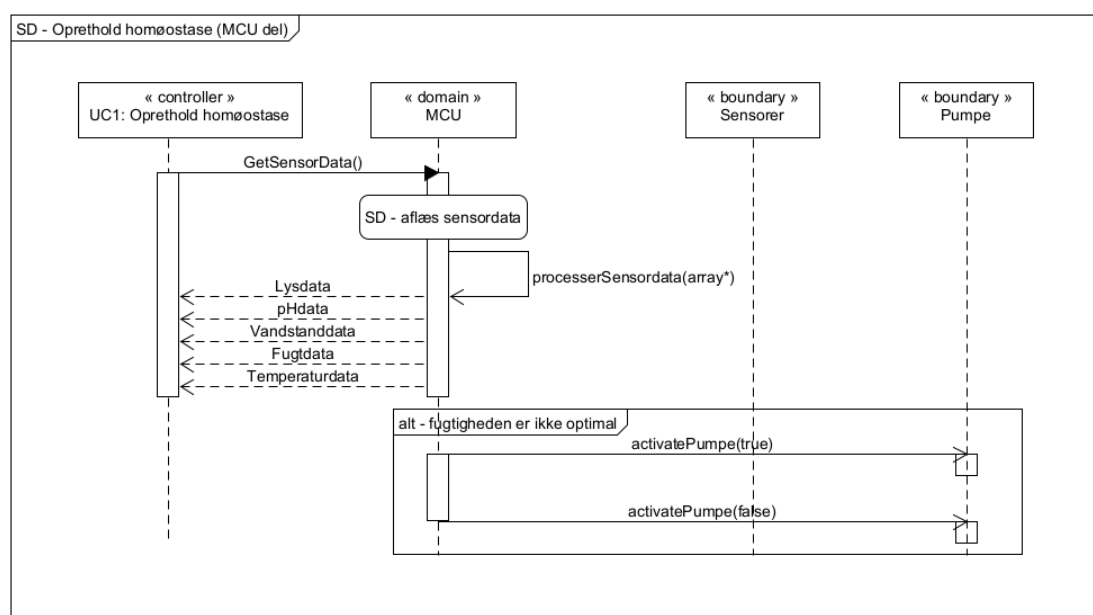 SD - Oprethold homøostase (MCU del)
« controller »
UC1: Oprethold homøostase
« domain »
MCU
« boundary »
Sensorer
« boundary »
Pumpe
GetSensorData()
SD - aflæs sensordata
processerSensordata(array*)
Lysdata
pHdata
Vandstanddata
Fugtdata
Temperaturdata
alt - fugtigheden er ikke optimal
activatePumpe(true)
activatePumpe(false)